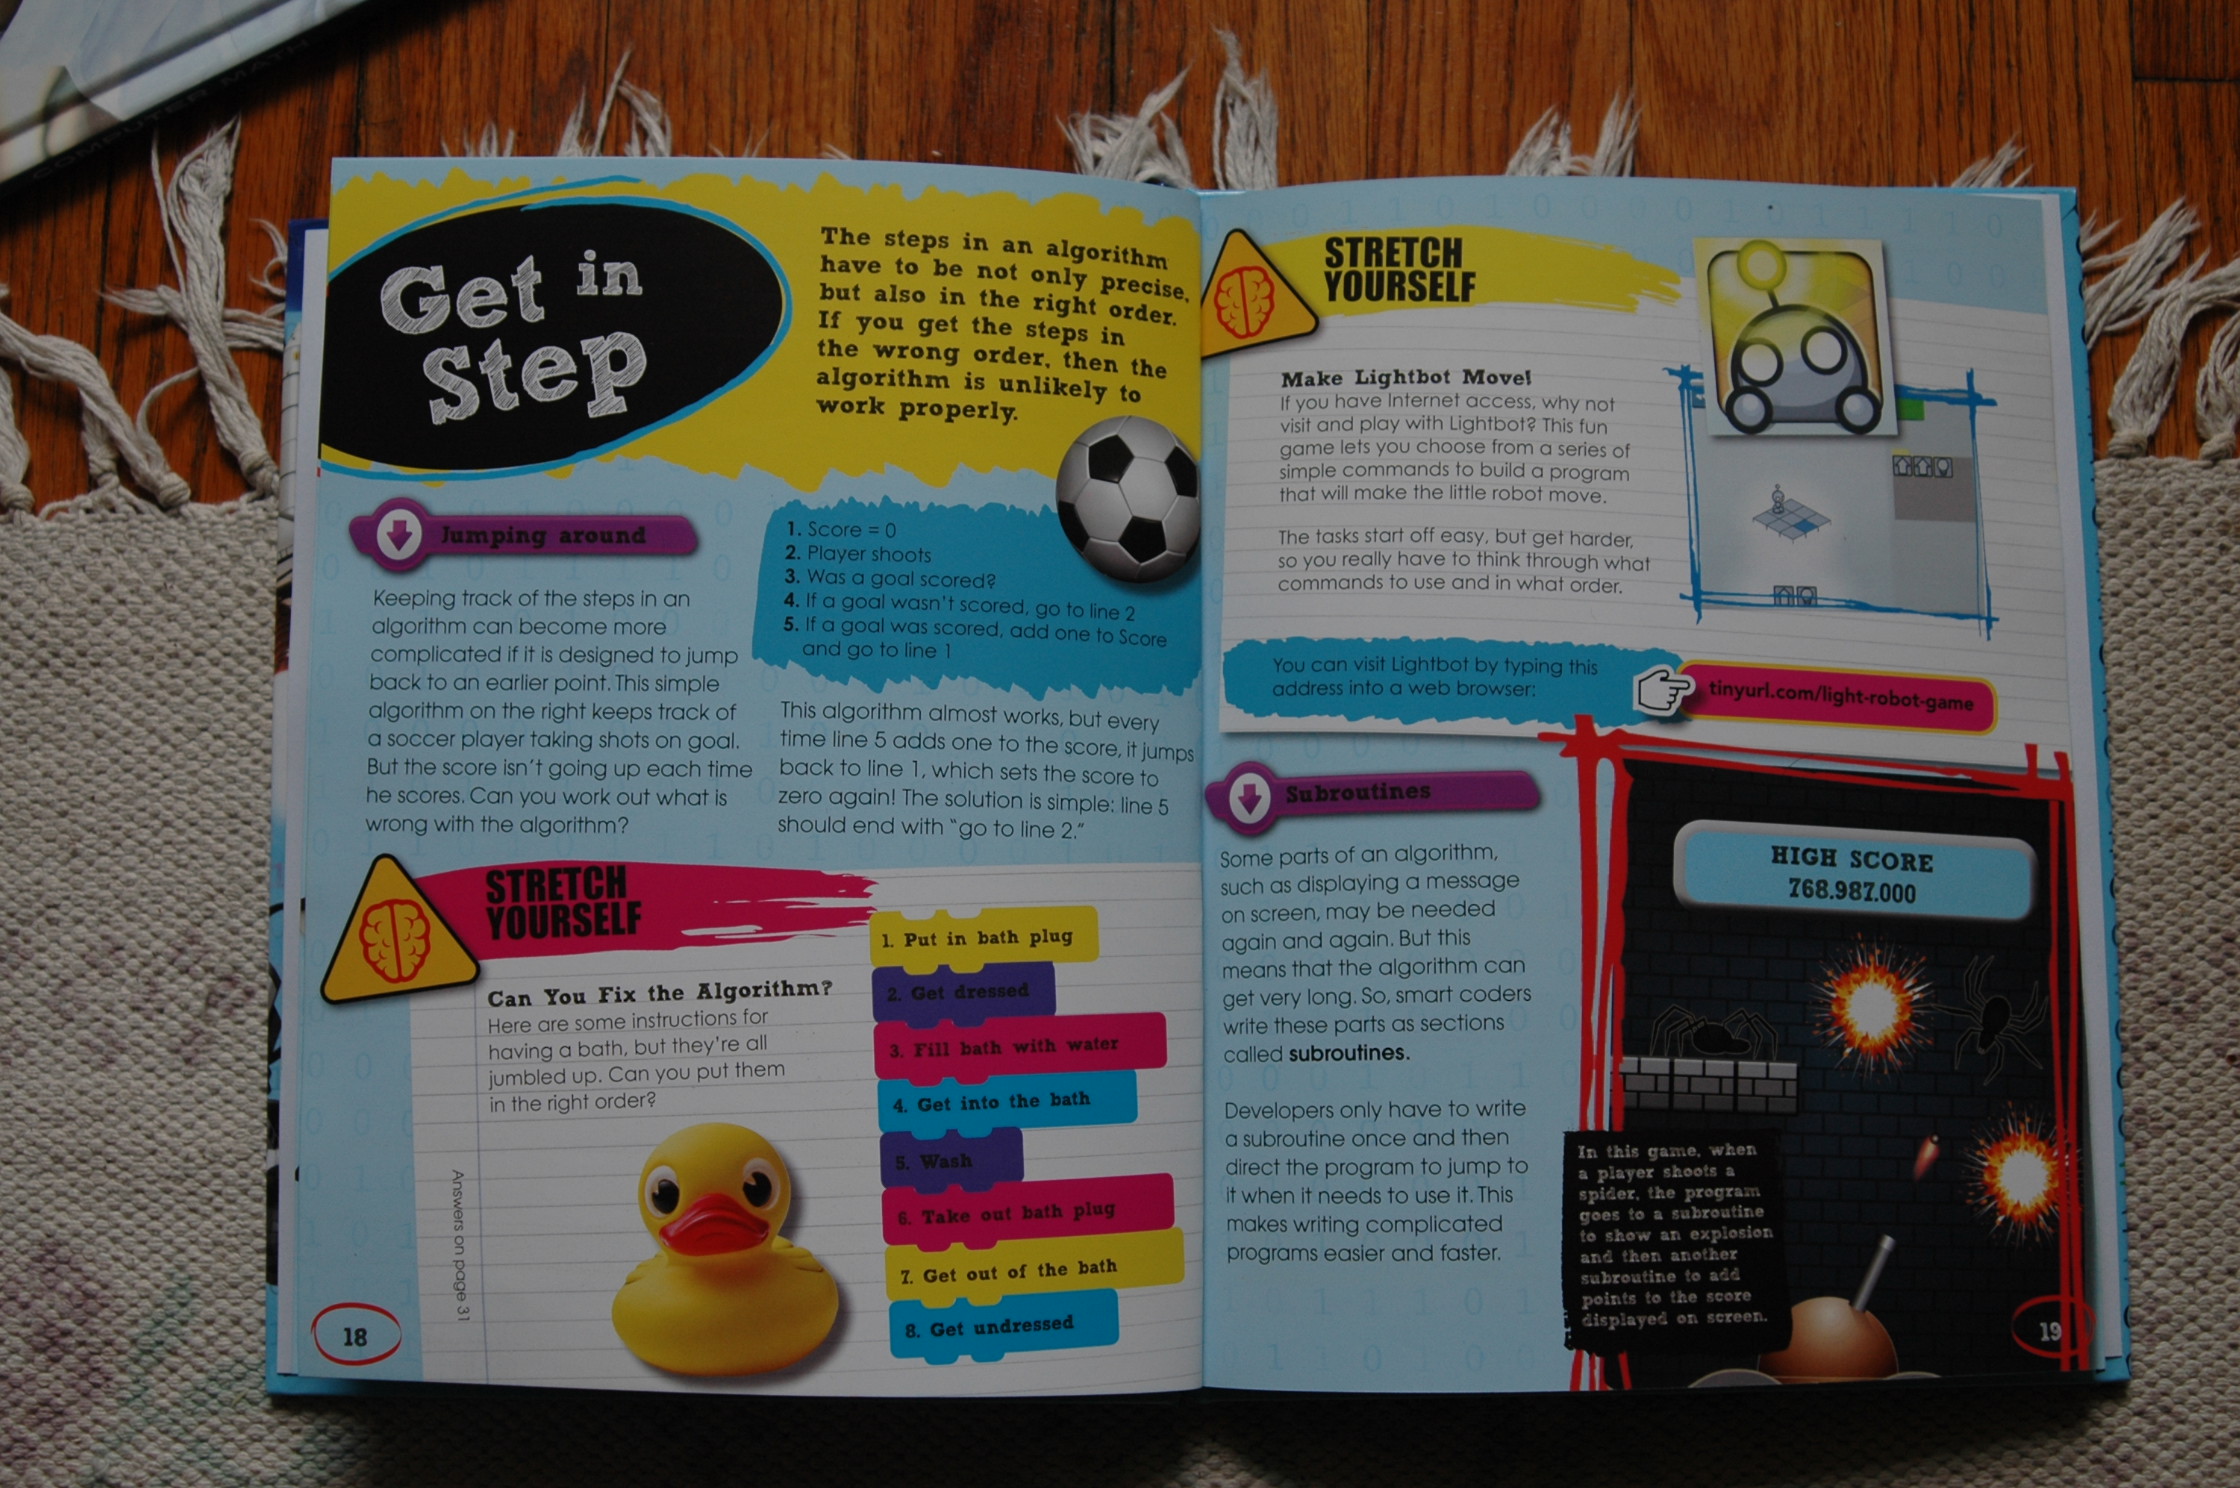 COMPUTER MATH
Get in
Step
The steps in an algorithm
have to be not only precise,
but also in the right order.
If you get the steps in
the wrong order, then the
algorithm is unlikely to
work properly.
Jumping around
Keeping track of the steps in an
algorithm can become more
complicated if it is designed to jump
back to an earlier point. This simple
algorithm on the right keeps track of
a soccer player taking shots on goal.
But the score isn't going up each time
he scores. Can you work out what is
wrong with the algorithm?
1. Score = 0
2. Player shoots
3. Was a goal scored?
4. If a goal wasn't scored, go to line 2
5. If a goal was scored, add one to Score
and go to line 1
This algorithm almost works, but every
time line 5 adds one to the score, it jumps
back to line 1, which sets the score to
zero again! The solution is simple: line 5
should end with "go to line 2."
STRETCH
YOURSELF
Can You Fix the Algorithm?
Here are some instructions for
having a bath, but they're all
jumbled up. Can you put them
in the right order?
1. Put in bath plug
2. Get dressed
3. Fill bath with water
4. Get into the bath
5. Wash
6. Take out bath plug
7. Get out of the bath
8. Get undressed
Answers on page 31
18
STRETCH
YOURSELF
Make Lightbot Move!
If you have Internet access, why not
visit and play with Lightbot? This fun
game lets you choose from a series of
simple commands to build a program
that will make the little robot move.
The tasks start off easy, but get harder,
so you really have to think through what
commands to use and in what order.
You can visit Lightbot by typing this
address into a web browser:
tinyurl.com/light-robot-game
Subroutines
Some parts of an algorithm,
such as displaying a message
on screen, may be needed
again and again. But this
means that the algorithm can
get very long. So, smart coders
write these parts as sections
called subroutines.
Developers only have to write
a subroutine once and then
direct the program to jump to
it when it needs to use it. This
makes writing complicated
programs easier and faster.
HIGH SCORE
768.987.000
In this game, when
a player shoots a
spider, the program
goes to a subroutine
to show an explosion
and then another
subroutine to add
points to the score
displayed on screen.
19